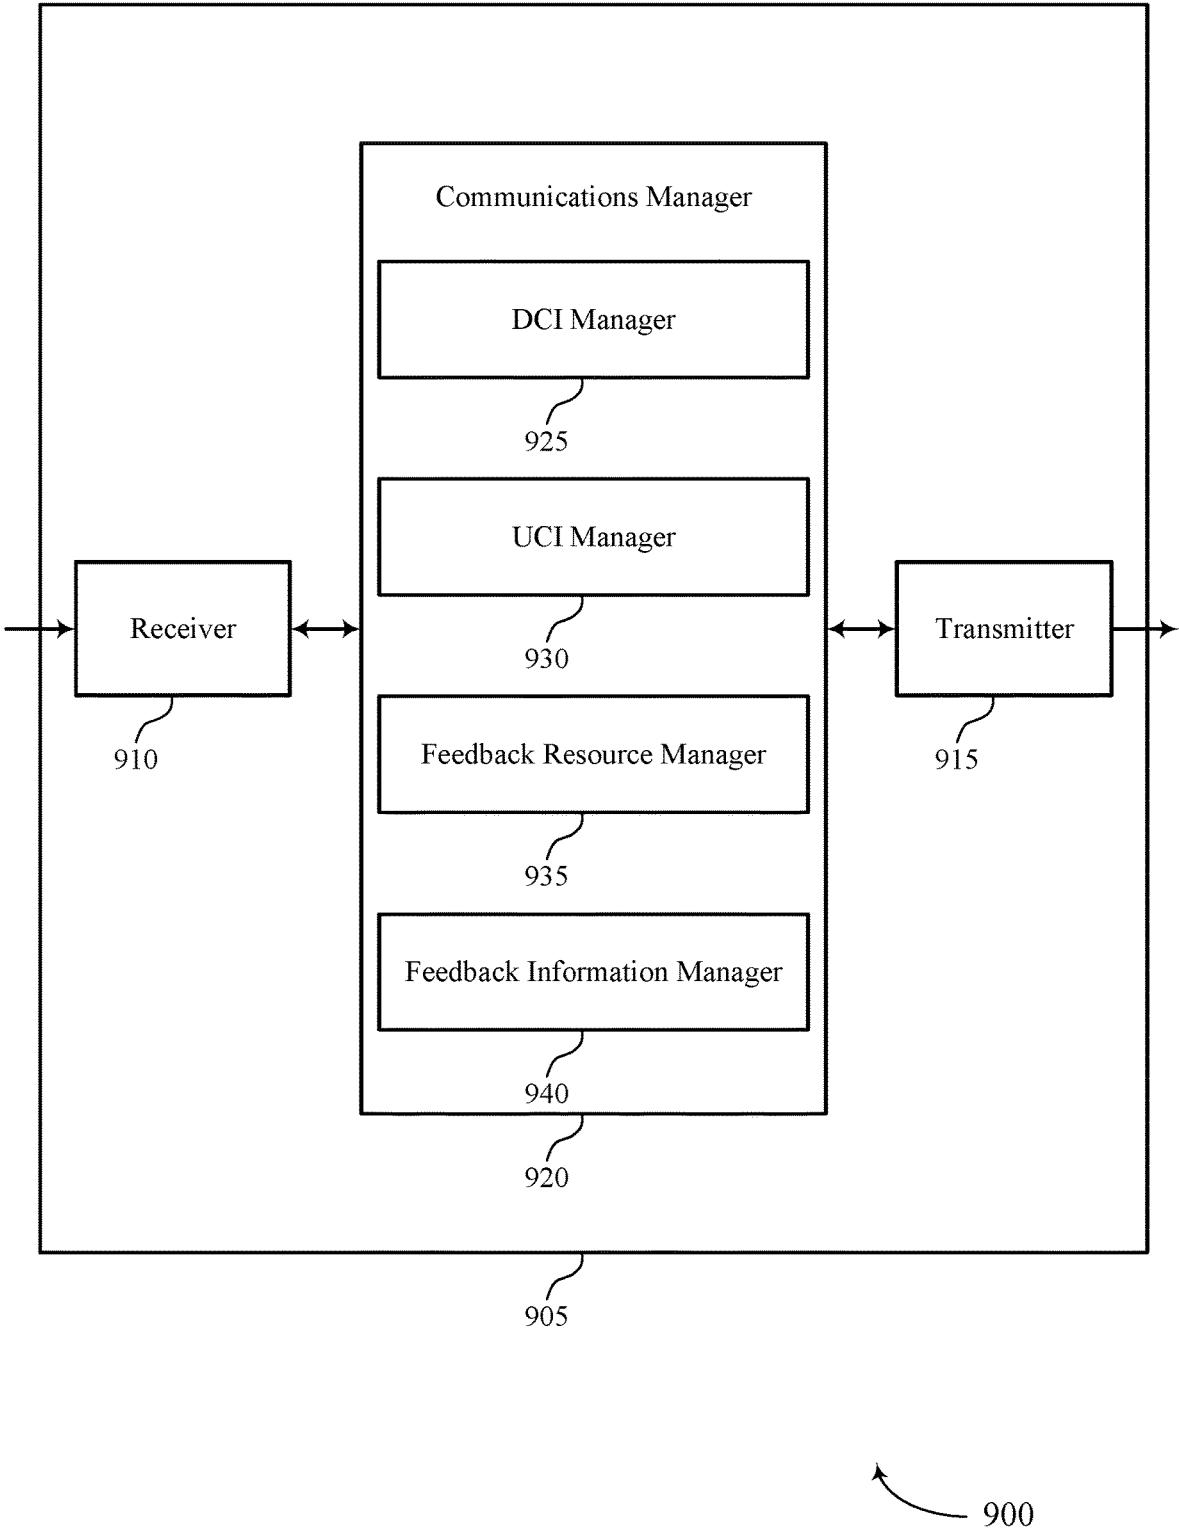 Communications Manager
DCI Manager
925
UCI Manager
930
Receiver
910
Transmitter
915
Feedback Resource Manager
935
Feedback Information Manager
940
920
905
900